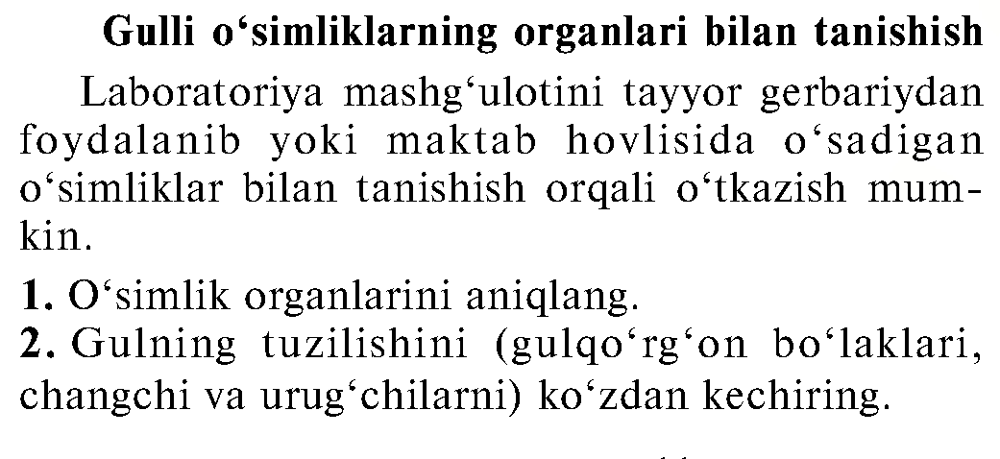 Gulli o‘simliklarning organlari bilan tanishish
Laboratoriya mashg‘ulotini tayyor gerbariydan
foydalanib yoki maktab hovlisida o‘sadigan
o‘simliklar bilan tanishish orqali o‘tkazish mum-
kin.
1. O‘simlik organlarini aniqlang.
2. Gulning tuzilishini (gulqo‘rg‘on bo‘laklari,
changchi va urug‘chilarni) ko‘zdan kechiring.